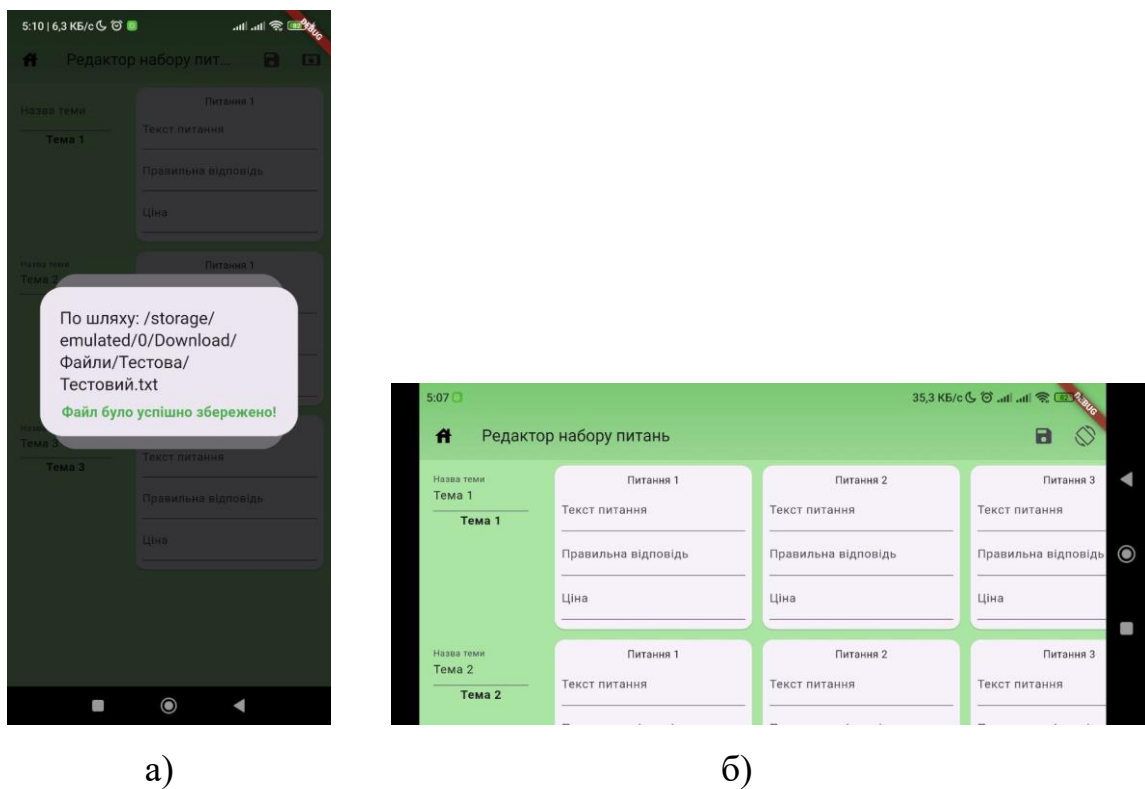 5:10 | 6,3 КБ/с
DEBUG
Редактор набору пит...
Назва теми
Тема 1
Питання 1
Текст питання
Правильна відповідь
Ціна
Назва теми
Тема 2
Питання 1
По шляху: /storage/
emulated/0/Download/
Файли/Тестова/
Тестовий.txt
Файл було успішно збережено!
Тема 3
Тема 3
Текст питання
Правильна відповідь
Ціна
а)
5:07
35,3 КБ/с
82
DEBUG
Редактор набору питань
Назва теми
Тема 1
Тема 1
Питання 1
Текст питання
Правильна відповідь
Ціна
Питання 2
Текст питання
Правильна відповідь
Ціна
Питання 3
Текст питання
Правильна відповідь
Ціна
Назва теми
Тема 2
Тема 2
Питання 1
Текст питання
Питання 2
Текст питання
Питання 3
Текст питання
б)